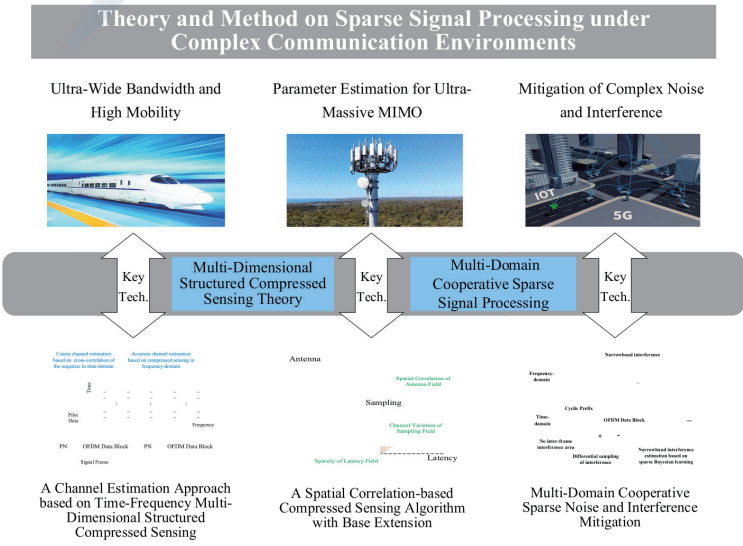 Theory and Method on Sparse Signal Processing under
Complex Communication Environments
Ultra-Wide Bandwidth and
High Mobility
Parameter Estimation for Ultra-
Massive MIMO
Mitigation of Complex Noise
and Interference
IOT
5G
Key
Tech.
Multi-Dimensional
Structured Compressed
Sensing Theory
Key
Tech.
Multi-Domain
Cooperative Sparse
Signal Processing
Key
Tech.
Coarse channel estimation
based on cross-correlation of
the sequence in time-domain
Accurate channel estimation
based on compressed sensing in
frequency-domain
Time
Pilot
Data
Frequency
PN OFDM Data Block PN OFDM Data Block
Signal Frame
Antenna
Spatial Correlation of
Antenna Field
Sampling
Channel Variation of
Sampling Field
Sparsity of Latency Field
Latency
Narrowband interference
Frequency-
domain
Cyclic Prefix
Time-
domain
OFDM Data Block
No inter-frame
interference area
+ -
Differential sampling
of interference
Narrowband interference
estimation based on
sparse Bayesian learning
A Channel Estimation Approach
based on Time-Frequency Multi-
Dimensional Structured
Compressed Sensing
A Spatial Correlation-based
Compressed Sensing Algorithm
with Base Extension
Multi-Domain Cooperative
Sparse Noise and Interference
Mitigation